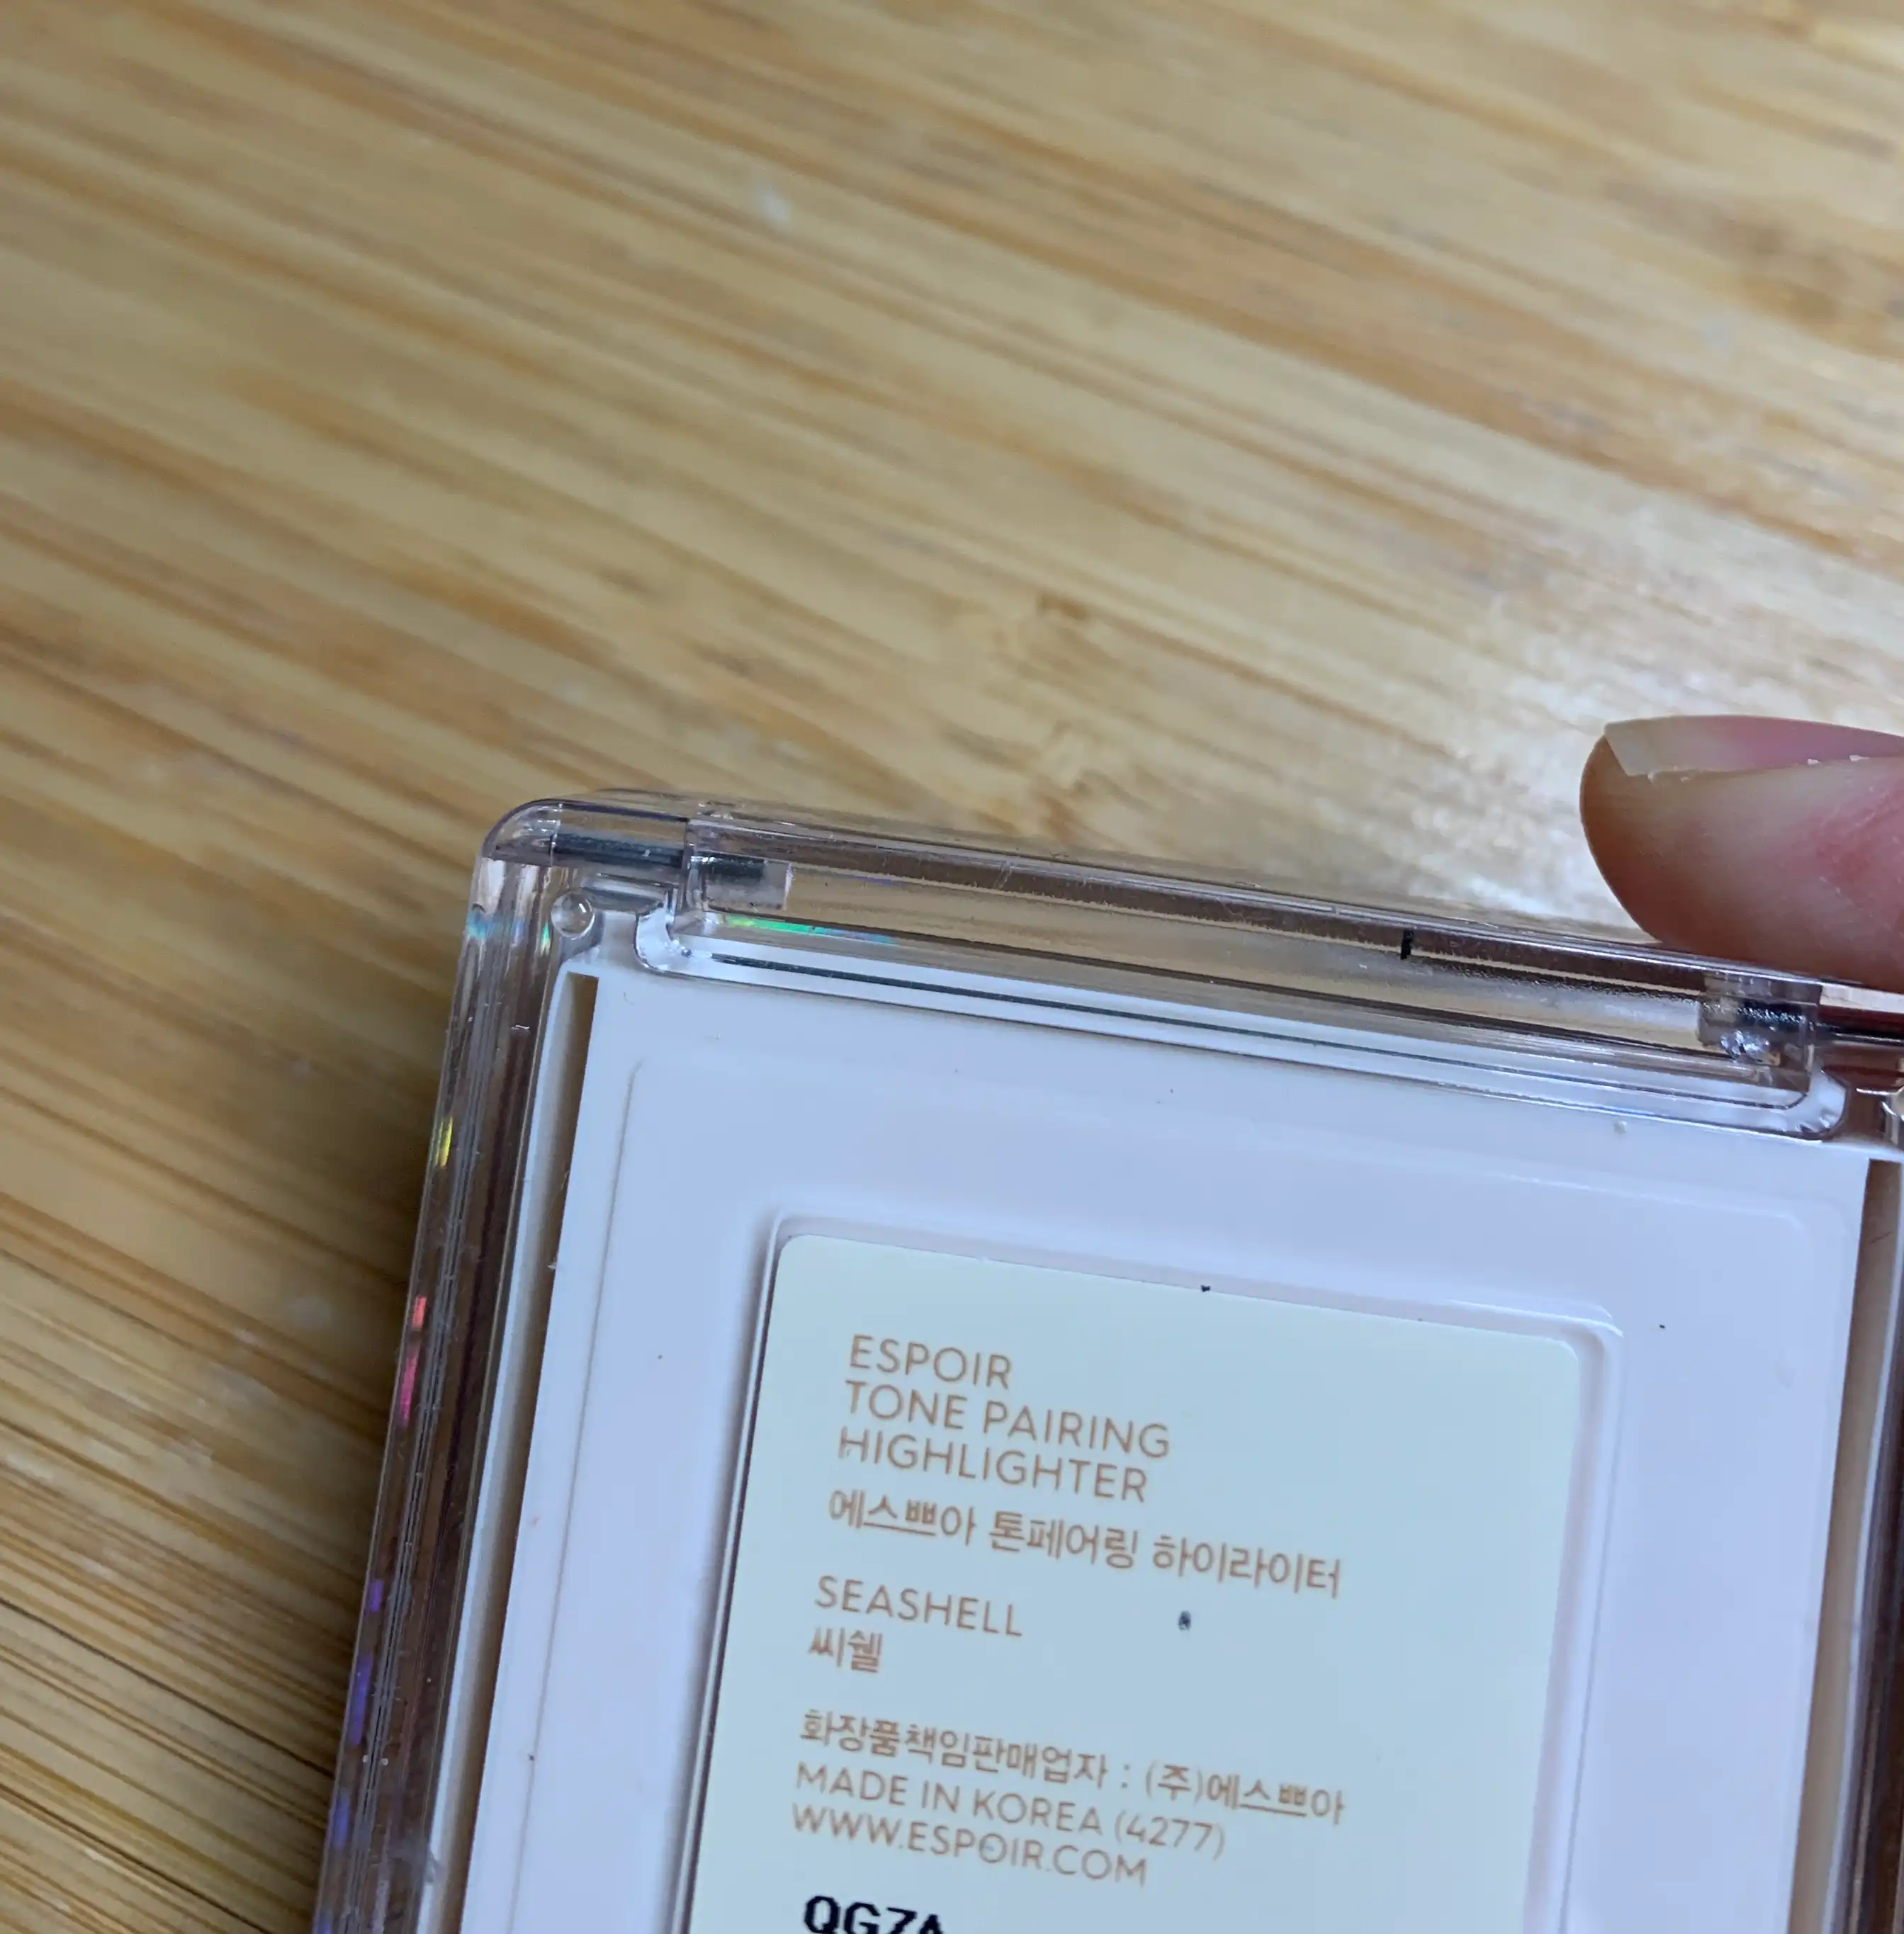 ESPOIR
TONE PAIRING
HIGHLIGHTER
에스쁘아 톤페어링 하이라이터
SEASHELL
씨쉘
화장품책임판매업자 : (주)에스쁘아
MADE IN KOREA (4277)
WWW.ESPOIR.COM